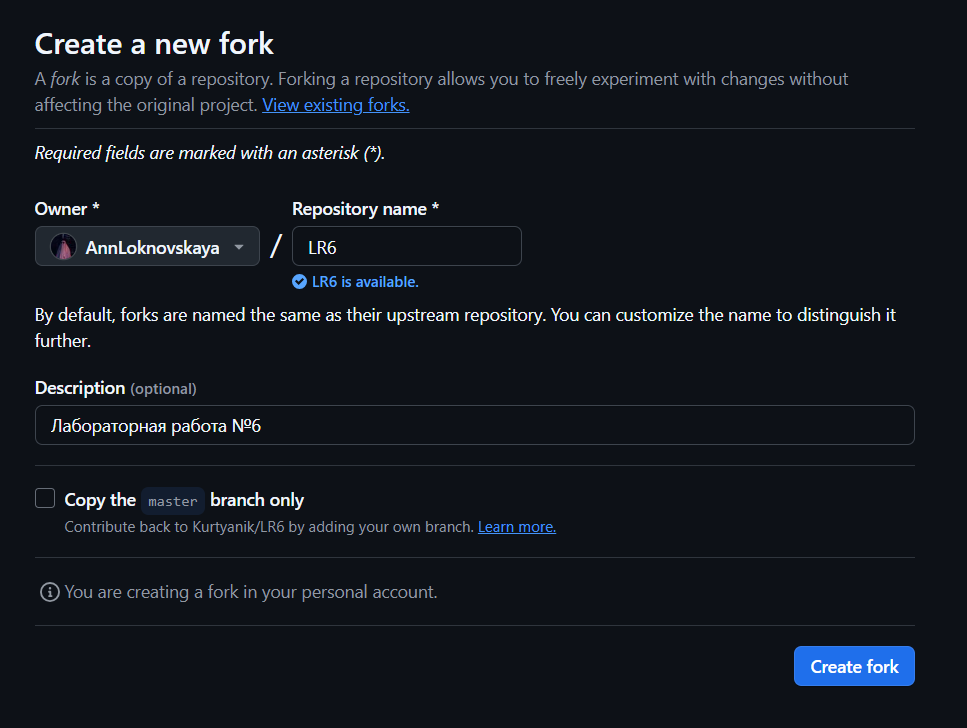 Create a new fork
A fork is a copy of a repository. Forking a repository allows you to freely experiment with changes without
affecting the original project. View existing forks.
Required fields are marked with an asterisk (*).
Owner * Repository name *
AnnLoknovskaya / LR6
LR6 is available.
By default, forks are named the same as their upstream repository. You can customize the name to distinguish it
further.
Description (optional)
Лабораторная работа №6
Copy the master branch only
Contribute back to Kurtyanik/LR6 by adding your own branch. Learn more.
You are creating a fork in your personal account.
Create fork